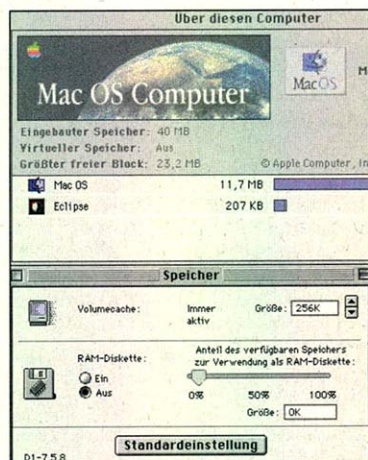 Über diesen Computer
Mac OS Computer
MacOS
M
Eingebauter Speicher: 40 MB
Virtueller Speicher: Aus
Größter freier Block: 23,2 MB
© Apple Computer, In
Mac OS 11,7 MB
Eclipse 207 KB
Speicher
Volumecache: Immer aktiv Größe: 256K
RAM-Diskette:
Ein
Aus
Anteil des verfügbaren Speichers
zur Verwendung als RAM-Diskette:
0% 50% 100%
Größe: 0K
Standardeinstellung
D1-7.5.8